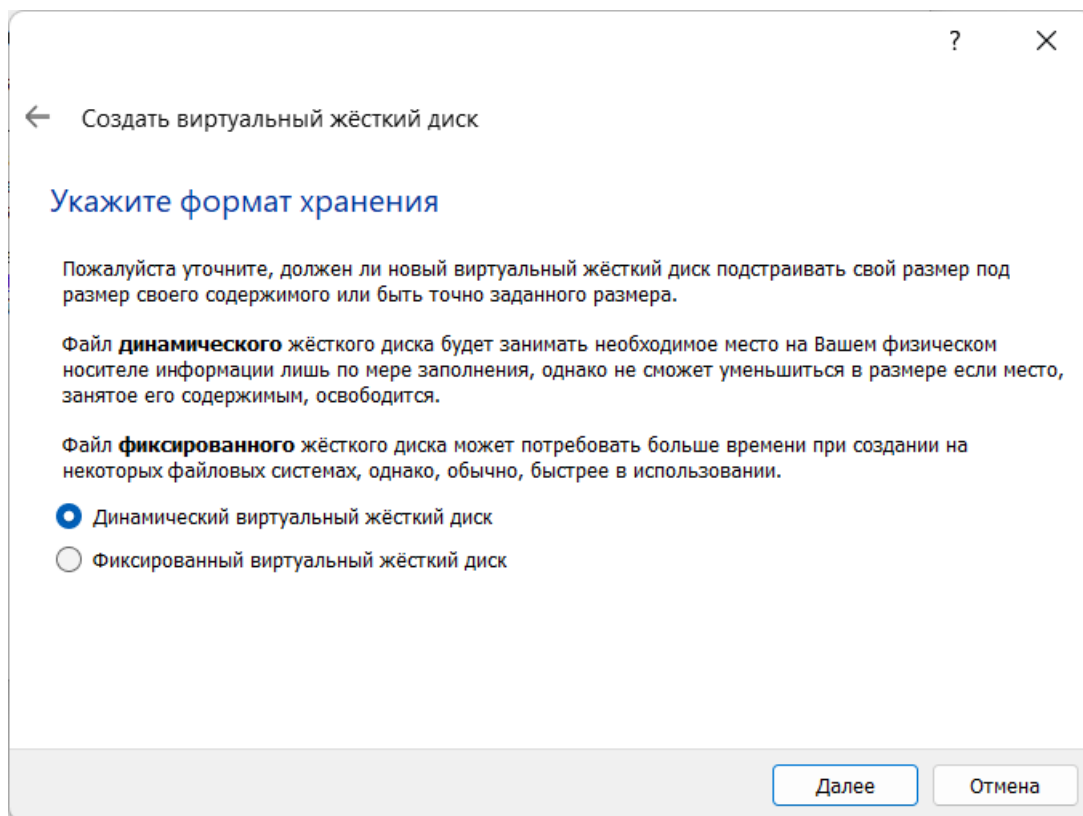 ?
Создать виртуальный жёсткий диск
Укажите формат хранения
Пожалуйста уточните, должен ли новый виртуальный жёсткий диск подстраивать свой размер под
размер своего содержимого или быть точно заданного размера.
Файл динамического жёсткого диска будет занимать необходимое место на Вашем физическом
носителе информации лишь по мере заполнения, однако не сможет уменьшиться в размере если место,
занятое его содержимым, освободится.
Файл фиксированного жёсткого диска может потребовать больше времени при создании на
некоторых файловых системах, однако, обычно, быстрее в использовании.
Динамический виртуальный жёсткий диск
Фиксированный виртуальный жёсткий диск
Далее Отмена